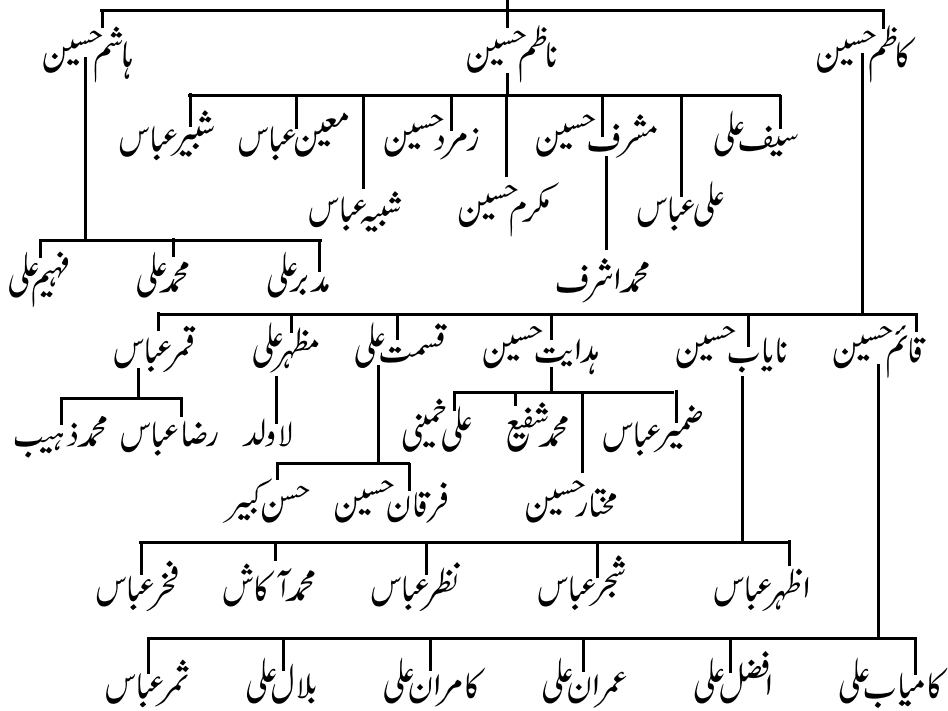 کاظم حسین ناظم حسین ہاشم حسین
سیف علی مشرف حسین زمرد حسین معین عباس شبیر عباس
علی عباس مکرم حسین شبیہ عباس
محمد اشرف مدبر علی محمد علی فہیم علی
قائم حسین نایاب حسین ہدایت حسین قسمت علی مظہر علی قمر عباس
ضمیر عباس محمد شفیع علی خمینی لاولد رضا عباس محمد ذہیب
مختار حسین فرقان حسین حسن کبیر
اظہر عباس شجر عباس نظر عباس محمد آکاش فخر عباس
کامیاب علی افضل علی عمران علی کامران علی بلال علی ثمر عباس